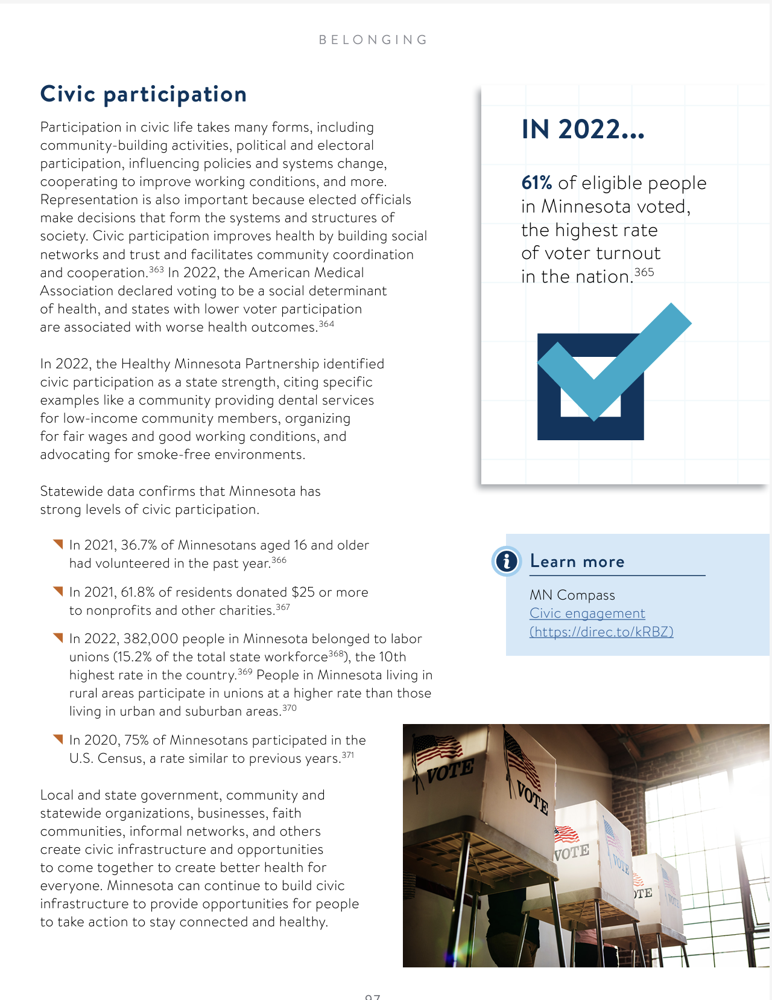 BELONGING
Civic participation
Participation in civic life takes many forms, including
community-building activities, political and electoral
participation, influencing policies and systems change,
cooperating to improve working conditions, and more.
Representation is also important because elected officials
make decisions that form the systems and structures of
society. Civic participation improves health by building social
networks and trust and facilitates community coordination
and cooperation.363 In 2022, the American Medical
Association declared voting to be a social determinant
of health, and states with lower voter participation
are associated with worse health outcomes.364
In 2022, the Healthy Minnesota Partnership identified
civic participation as a state strength, citing specific
examples like a community providing dental services
for low-income community members, organizing
for fair wages and good working conditions, and
advocating for smoke-free environments.
Statewide data confirms that Minnesota has
strong levels of civic participation.
In 2021, 36.7% of Minnesotans aged 16 and older
had volunteered in the past year.366
In 2021, 61.8% of residents donated $25 or more
to nonprofits and other charities.367
In 2022, 382,000 people in Minnesota belonged to labor
unions (15.2% of the total state workforce368), the 10th
highest rate in the country.369 People in Minnesota living in
rural areas participate in unions at a higher rate than those
living in urban and suburban areas.370
In 2020, 75% of Minnesotans participated in the
U.S. Census, a rate similar to previous years.371
Local and state government, community and
statewide organizations, businesses, faith
communities, informal networks, and others
create civic infrastructure and opportunities
to come together to create better health for
everyone. Minnesota can continue to build civic
infrastructure to provide opportunities for people
to take action to stay connected and healthy.
IN 2022...
61% of eligible people
in Minnesota voted,
the highest rate
of voter turnout
in the nation.365
i
Learn more
MN Compass
Civic engagement
(https://direc.to/kRBZ)
VOTE
VOTE
VOTE
VOTE
OTE
VOTE
97